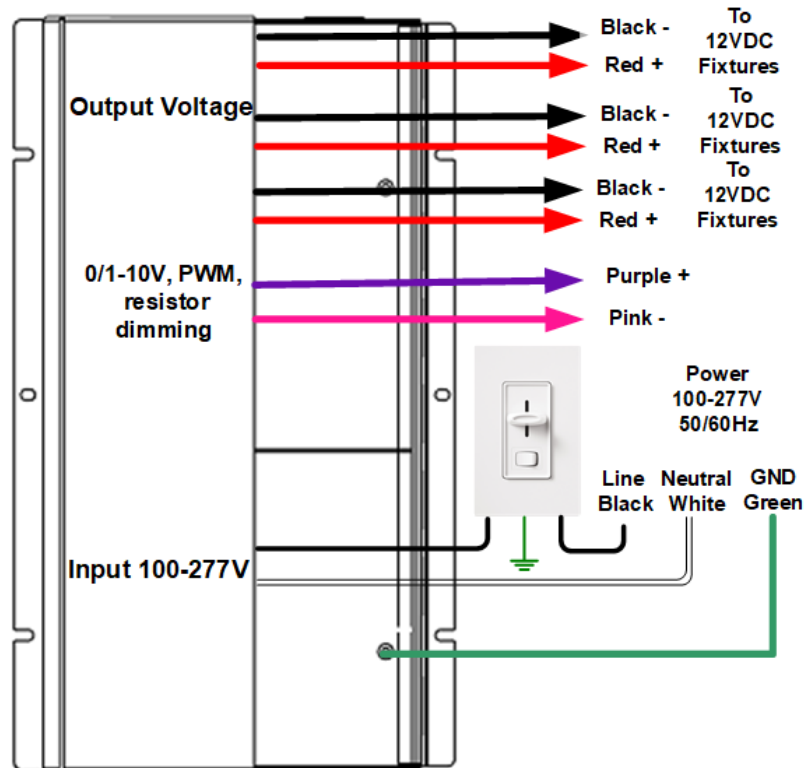 Black -
To
12VDC
Fixtures
Red +
Output Voltage
Black -
To
12VDC
Fixtures
Red +
Black -
To
12VDC
Fixtures
Red +
0/1-10V, PWM,
resistor
dimming
Purple +
Pink -
Power
100-277V
50/60Hz
Line
Black
Neutral
White
GND
Green
Input 100-277V